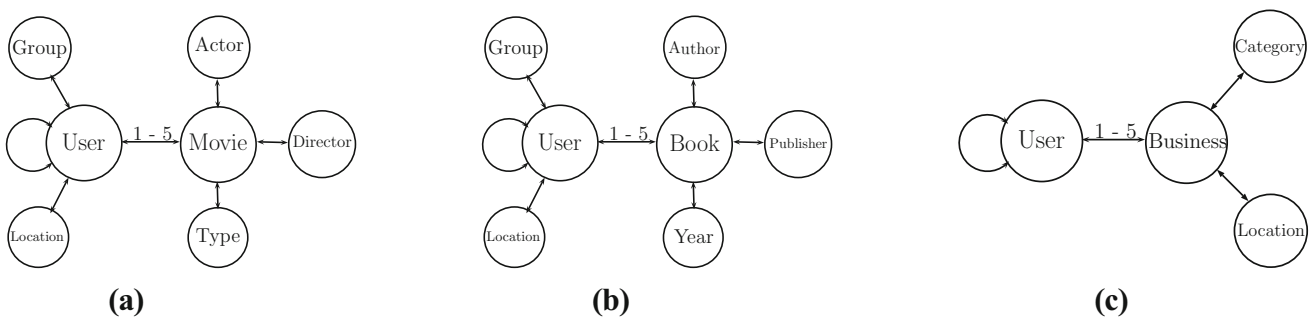 Group
Actor
User
1 - 5
Movie
Director
Location
Type
(a)
Group
Author
User
1 - 5
Book
Publisher
Location
Year
(b)
Category
User
1 - 5
Business
Location
(c)